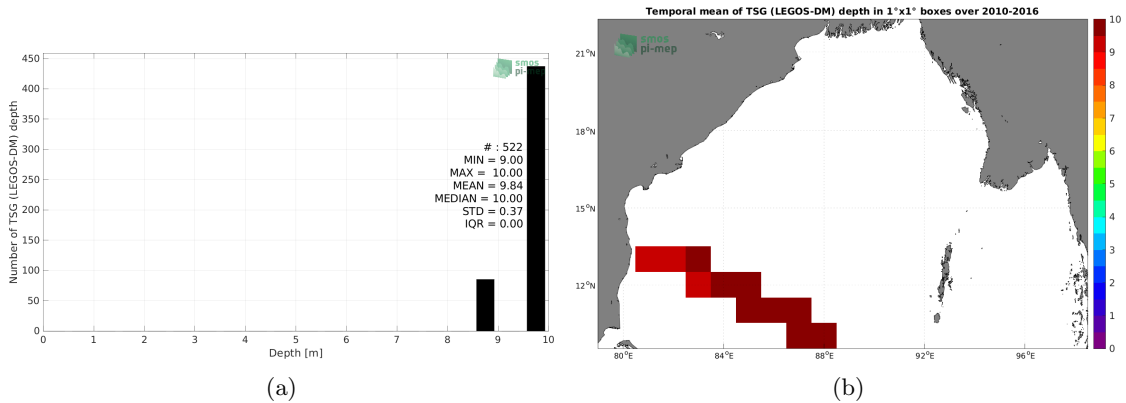 450
400
350
300
250
200
150
100
50
0
Number of TSG (LEGOS-DM) depth
smos
pi-mep
# : 522
MIN = 9.00
MAX = 10.00
MEAN = 9.84
MEDIAN = 10.00
STD = 0.37
IQR = 0.00
0 1 2 3 4 5 6 7 8 9 10
Depth [m]
(a)
Temporal mean of TSG (LEGOS-DM) depth in 1°x1° boxes over 2010-2016
smos
pi-mep
21°N
18°N
15°N
12°N
80°E 84°E 88°E 92°E 96°E
10
9
8
7
6
5
4
3
2
1
0
(b)